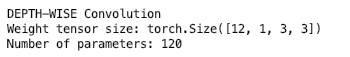 DEPTH-WISE Convolution
Weight tensor size: torch.Size([12, 1, 3, 3])
Number of parameters: 120